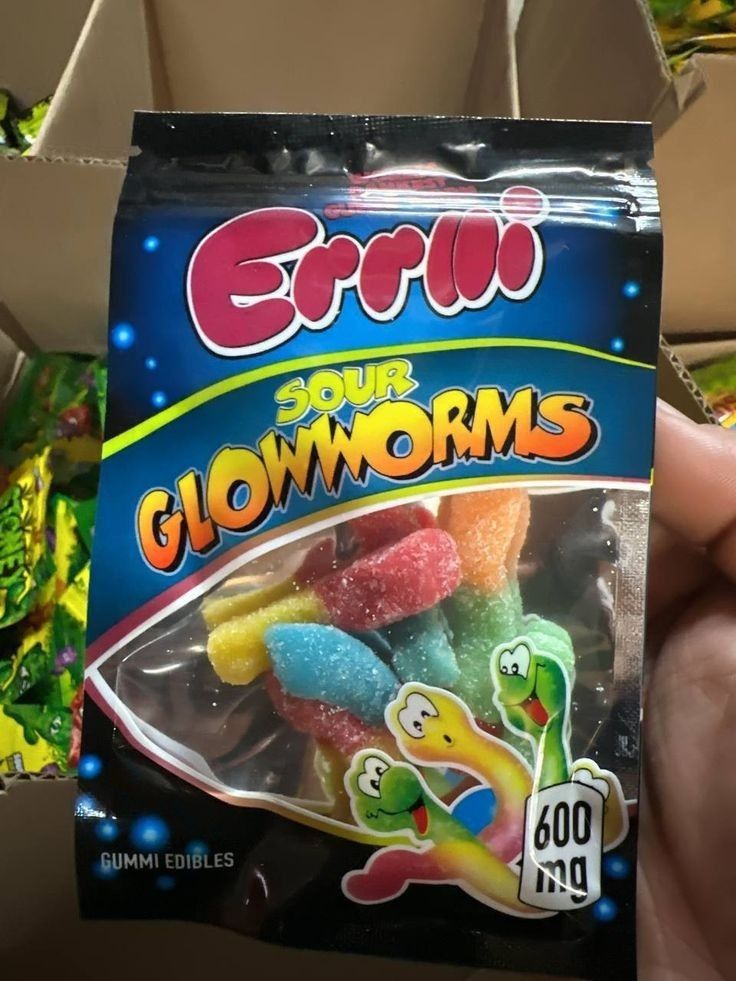 Errlli
SOUR
GLOWWORMS
GUMMI EDIBLES
600
mg